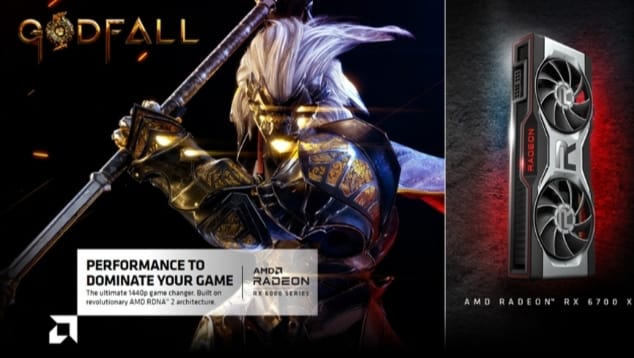 GODFALL
PERFORMANCE TO
DOMINATE YOUR GAME
The ultimate 1440p game changer. Built on
revolutionary AMD RDNA™ 2 architecture.
AMD
RADEON
RX 6000 SERIES
RADEON
R
R
R
AMD RADEON™ RX 6700 X